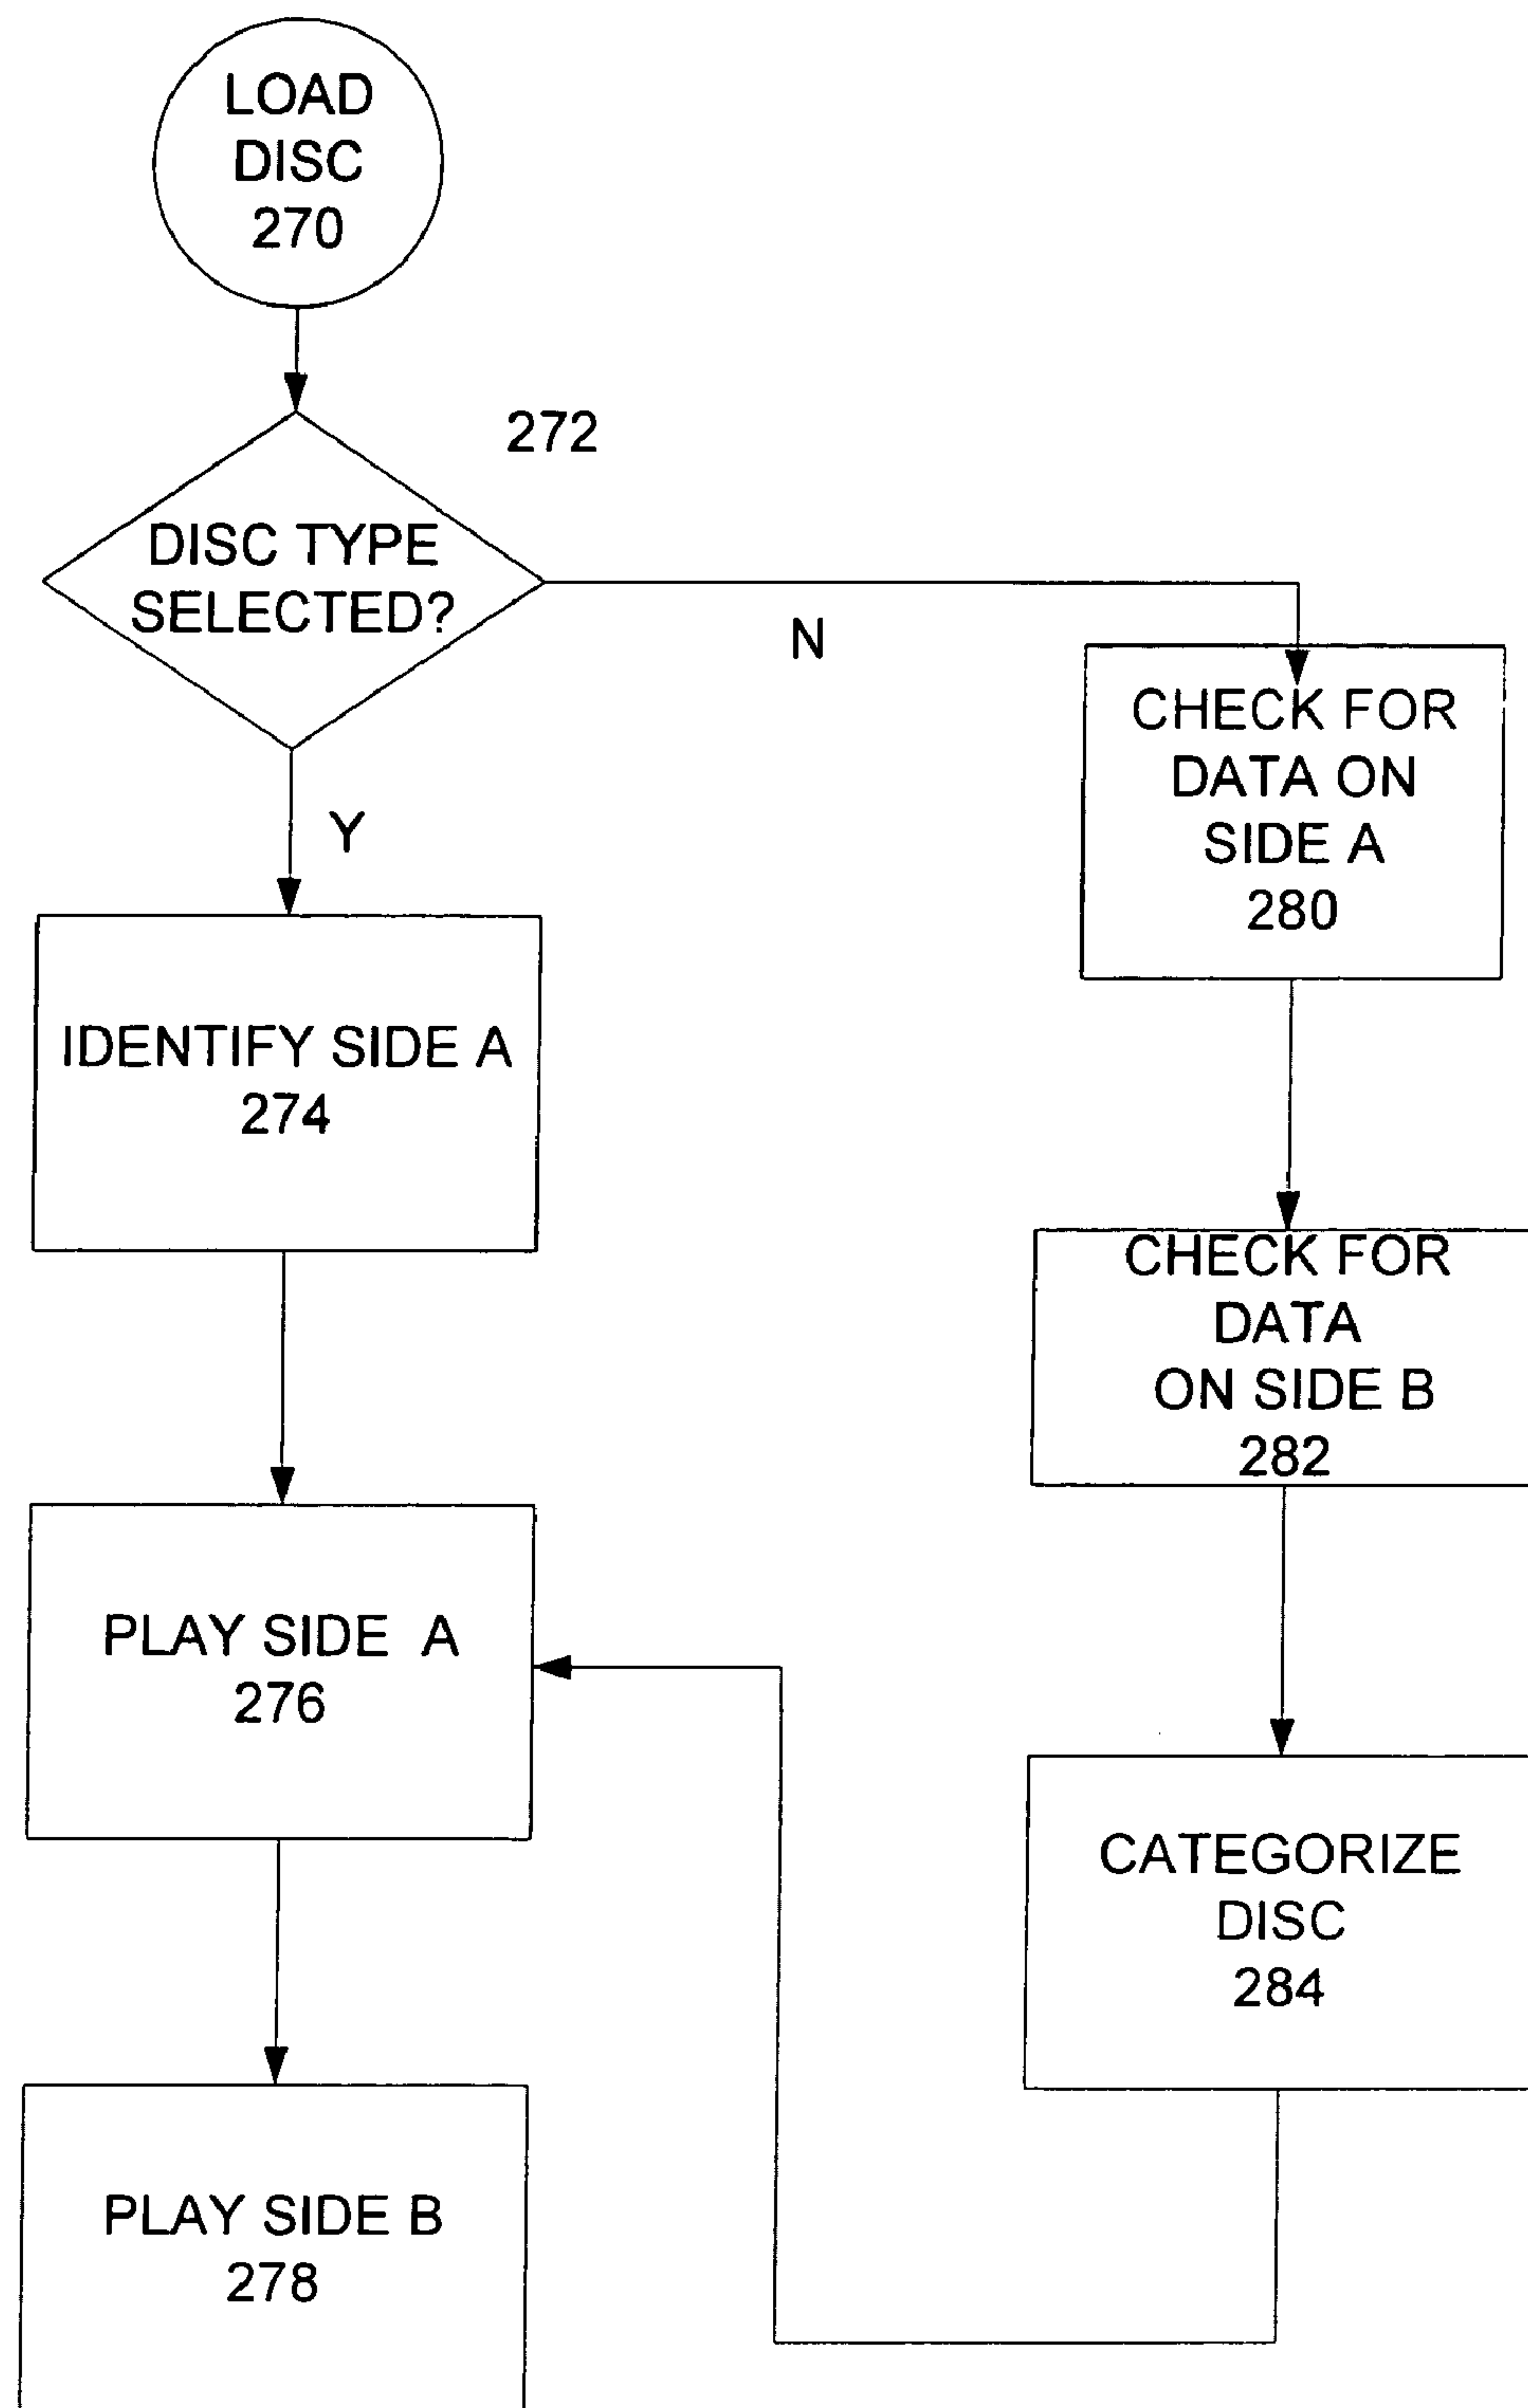 LOAD
DISC
270
272
DISC TYPE
SELECTED?
N
Y
CHECK FOR
DATA ON
SIDE A
280
IDENTIFY SIDE A
274
CHECK FOR
DATA
ON SIDE B
282
PLAY SIDE A
276
CATEGORIZE
DISC
284
PLAY SIDE B
278